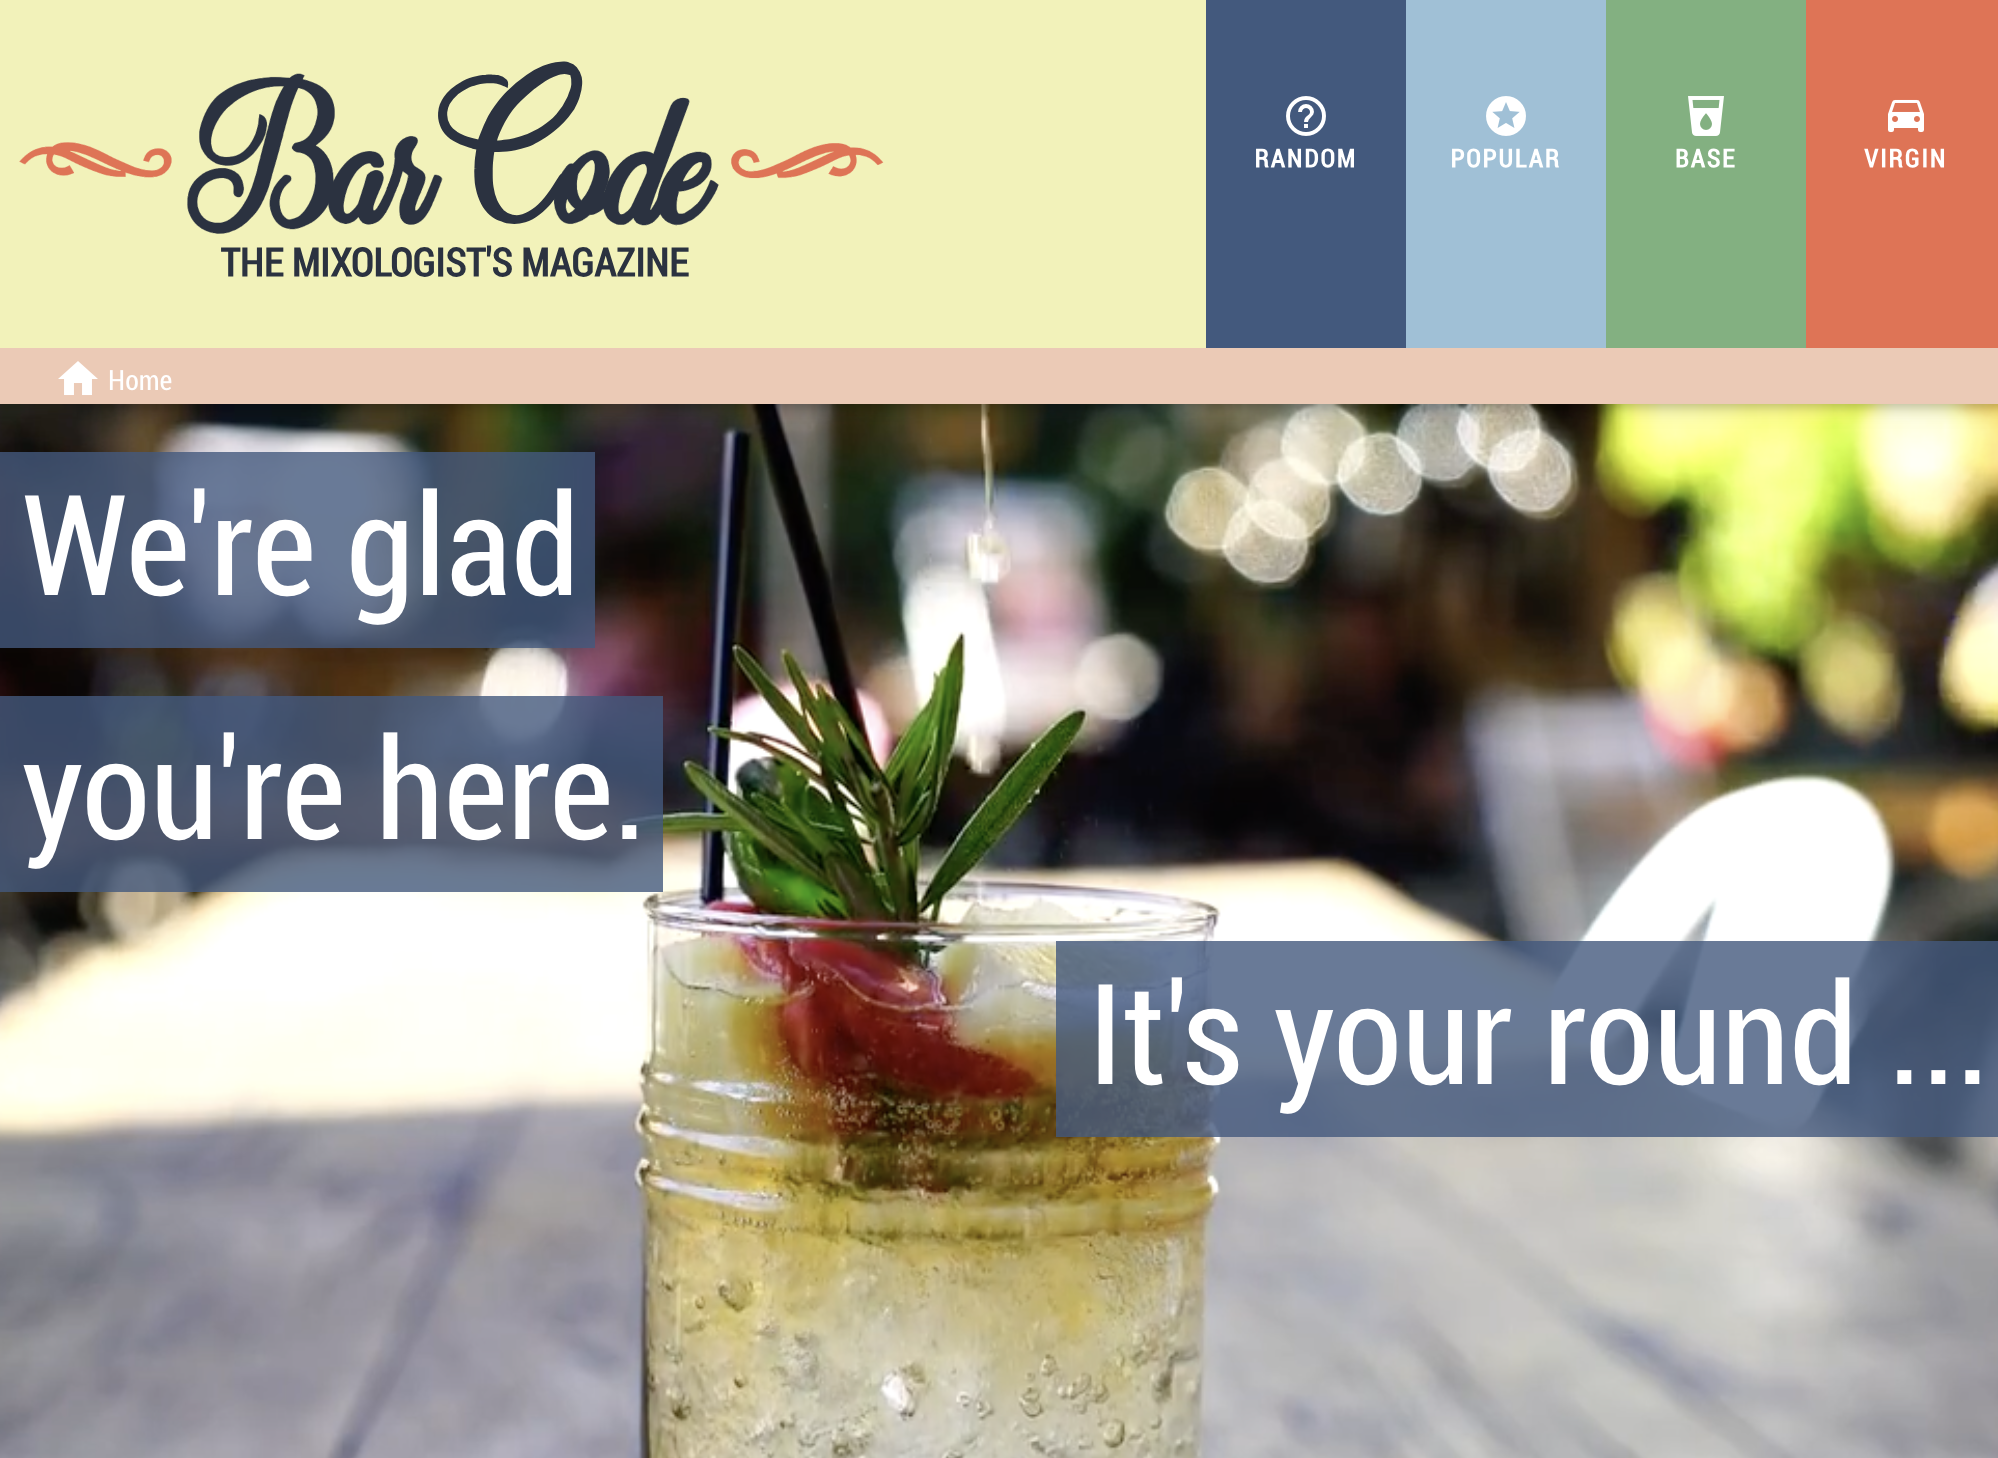 Bar Code
THE MIXOLOGIST'S MAGAZINE
RANDOM
POPULAR
BASE
VIRGIN
Home
We're glad
you're here.
It's your round ...